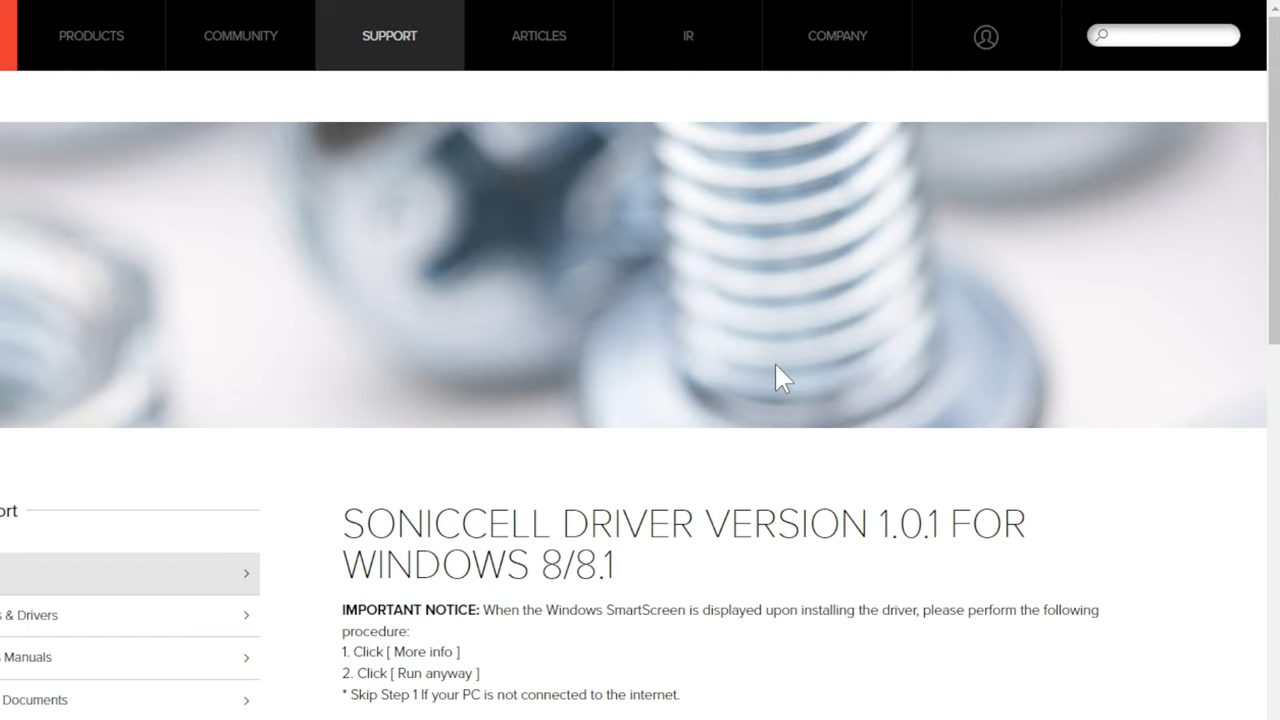 PRODUCTS COMMUNITY SUPPORT ARTICLES IR COMPANY
ort
SONICCELL DRIVER VERSION 1.0.1 FOR
WINDOWS 8/8.1
IMPORTANT NOTICE: When the Windows SmartScreen is displayed upon installing the driver, please perform the following
procedure:
s & Drivers
1. Click [ More info ]
s Manuals
2. Click [ Run anyway ]
* Skip Step 1 If your PC is not connected to the internet.
Documents